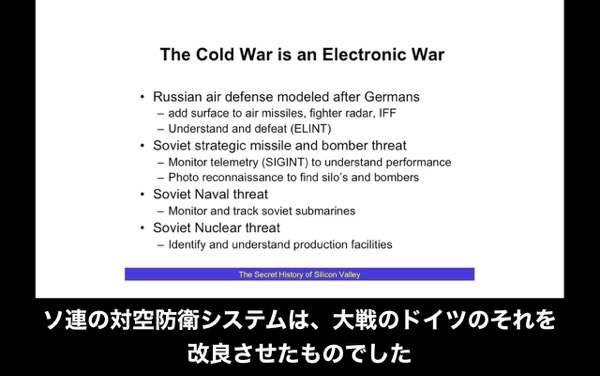 The Cold War is an Electronic War
• Russian air defense modeled after Germans
– add surface to air missiles, fighter radar, IFF
– Understand and defeat (ELINT)
• Soviet strategic missile and bomber threat
– Monitor telemetry (SIGINT) to understand performance
– Photo reconnaissance to find silo's and bombers
• Soviet Naval threat
– Monitor and track soviet submarines
• Soviet Nuclear threat
– Identify and understand production facilities
The Secret History of Silicon Valley
ソ連の対空防衛システムは、大戦のドイツのそれを
改良させたものでした